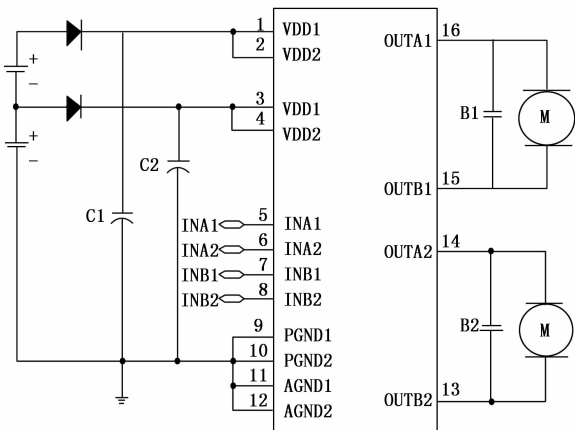 1 VDD1
2 VDD2
OUTA1 16
+
-
3 VDD1
4 VDD2
B1
M
+
-
C2
OUTB1 15
C1
INA1 5 INA1
INA2 6 INA2
OUTA2 14
INB1 7 INB1
INB2 8 INB2
9 PGND1
B2
M
10 PGND2
11 AGND1
OUTB2 13
12 AGND2